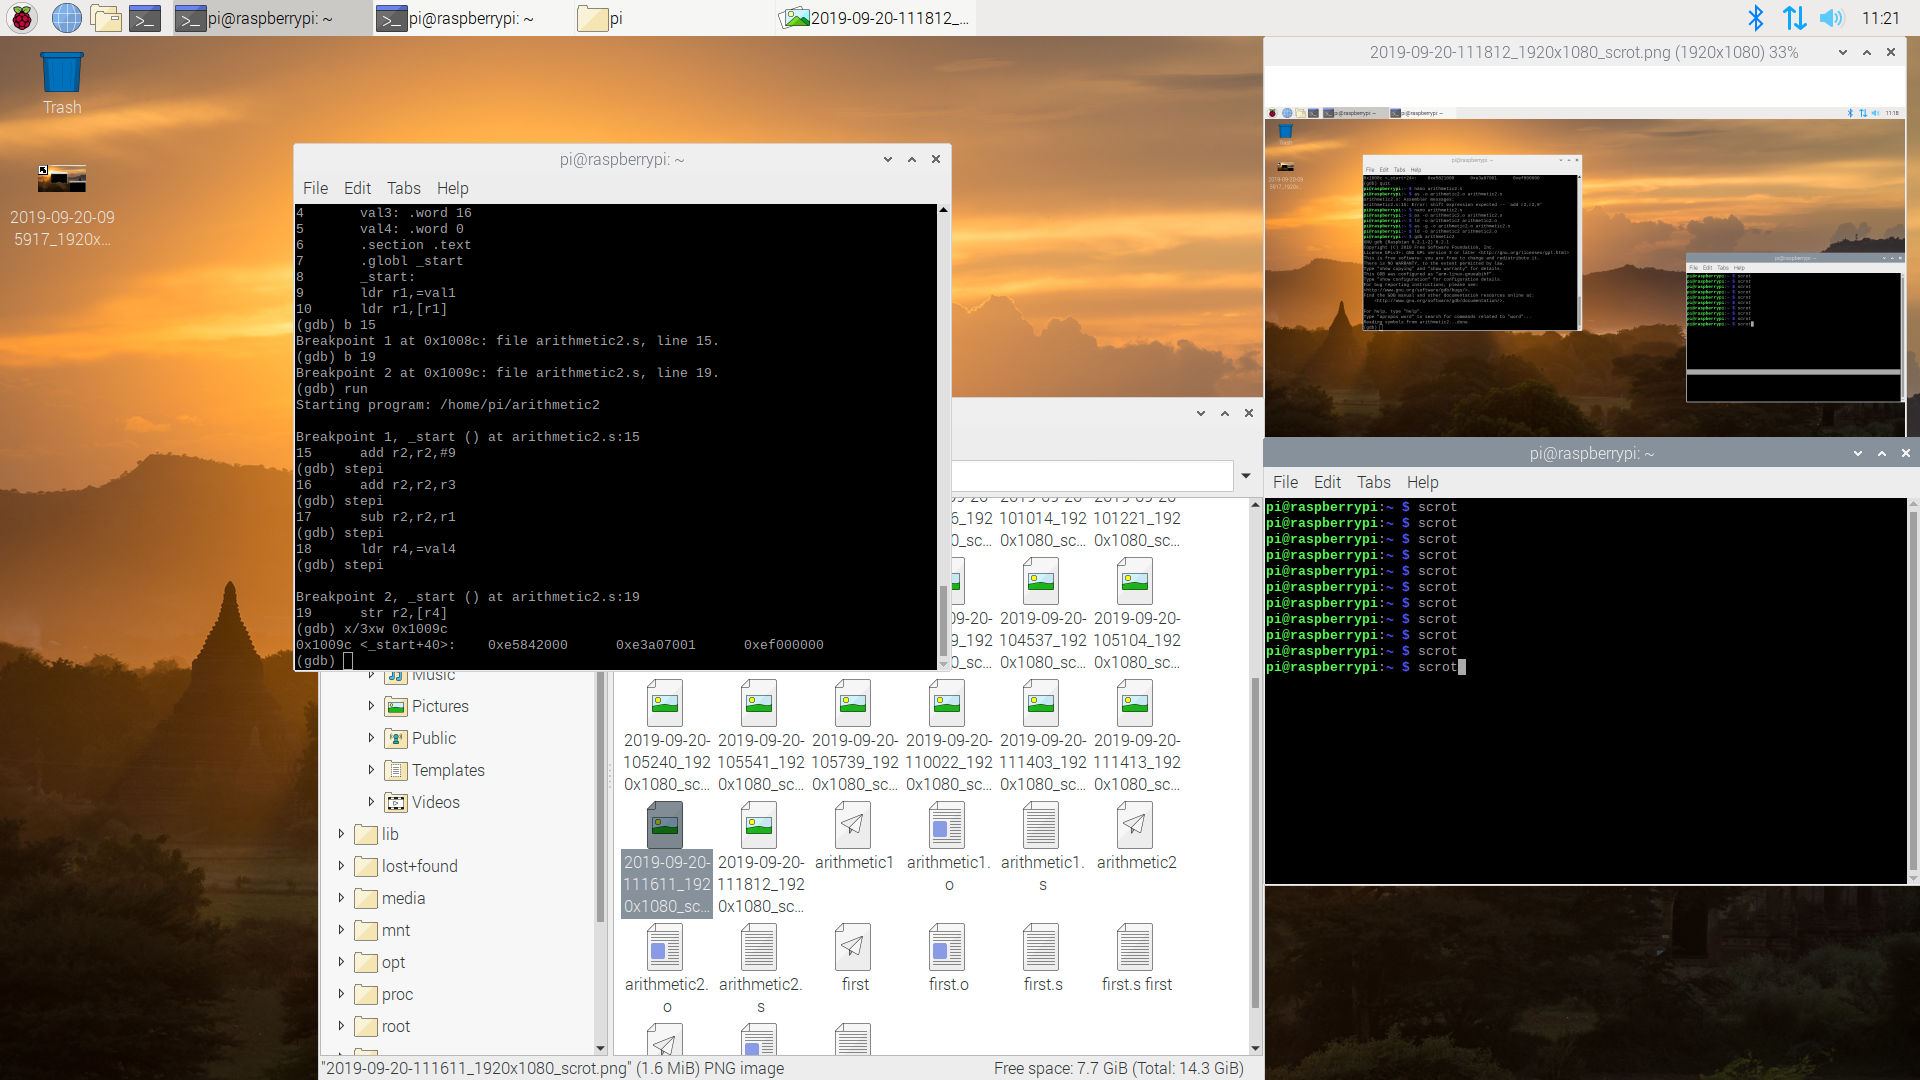 pi@raspberrypi: ~
pi@raspberrypi: ~
pi
2019-09-20-111812_...
11:21
Trash
2019-09-20-09
5917_1920x...
pi@raspberrypi: ~
File Edit Tabs Help
4 val3: .word 16
5 val4: .word 0
6 .section .text
7 .globl _start
8 _start:
9 ldr r1,=val1
10 ldr r1,[r1]
(gdb) b 15
Breakpoint 1 at 0x1008c: file arithmetic2.s, line 15.
(gdb) b 19
Breakpoint 2 at 0x1009c: file arithmetic2.s, line 19.
(gdb) run
Starting program: /home/pi/arithmetic2
Breakpoint 1, _start () at arithmetic2.s:15
15 add r2,r2,#9
(gdb) stepi
16 add r2,r2,r3
(gdb) stepi
17 sub r2,r2,r1
(gdb) stepi
18 ldr r4,=val4
(gdb) stepi
Breakpoint 2, _start () at arithmetic2.s:19
19 str r2,[r4]
(gdb) x/3xw 0x1009c
0x1009c <_start+40>: 0xe5842000 0xe3a07001 0xef000000
(gdb)
2019-09-20-111812_1920x1080_scrot.png (1920x1080) 33%
pi@raspberrypi: ~
File Edit Tabs Help
pi@raspberrypi:~ $ scrot
pi@raspberrypi:~ $ scrot
pi@raspberrypi:~ $ scrot
pi@raspberrypi:~ $ scrot
pi@raspberrypi:~ $ scrot
pi@raspberrypi:~ $ scrot
pi@raspberrypi:~ $ scrot
pi@raspberrypi:~ $ scrot
pi@raspberrypi:~ $ scrot
pi@raspberrypi:~ $ scrot
pi@raspberrypi:~ $ scrot
Music
Pictures
Public
Templates
Videos
lib
lost+found
media
mnt
opt
proc
root
6_192 101014_192 101221_192
0_sc... 0x1080_sc... 0x1080_sc...
2019-09-20- 2019-09-20-
9_192 104537_192 105104_192
0_sc... 0x1080_sc... 0x1080_sc...
2019-09-20- 2019-09-20- 2019-09-20- 2019-09-20- 2019-09-20- 2019-09-20-
105240_192 105541_192 105739_192 110022_192 111403_192 111413_192
0x1080_sc... 0x1080_sc... 0x1080_sc... 0x1080_sc... 0x1080_sc... 0x1080_sc...
2019-09-20- 2019-09-20- arithmetic1 arithmetic1. arithmetic1. arithmetic2
111611_192 111812_192 o s
0x1080_sc... 0x1080_sc...
arithmetic2. arithmetic2. first first.o first.s first.s first
o s
"2019-09-20-111611_1920x1080_scrot.png" (1.6 MiB) PNG image
Free space: 7.7 GiB (Total: 14.3 GiB)